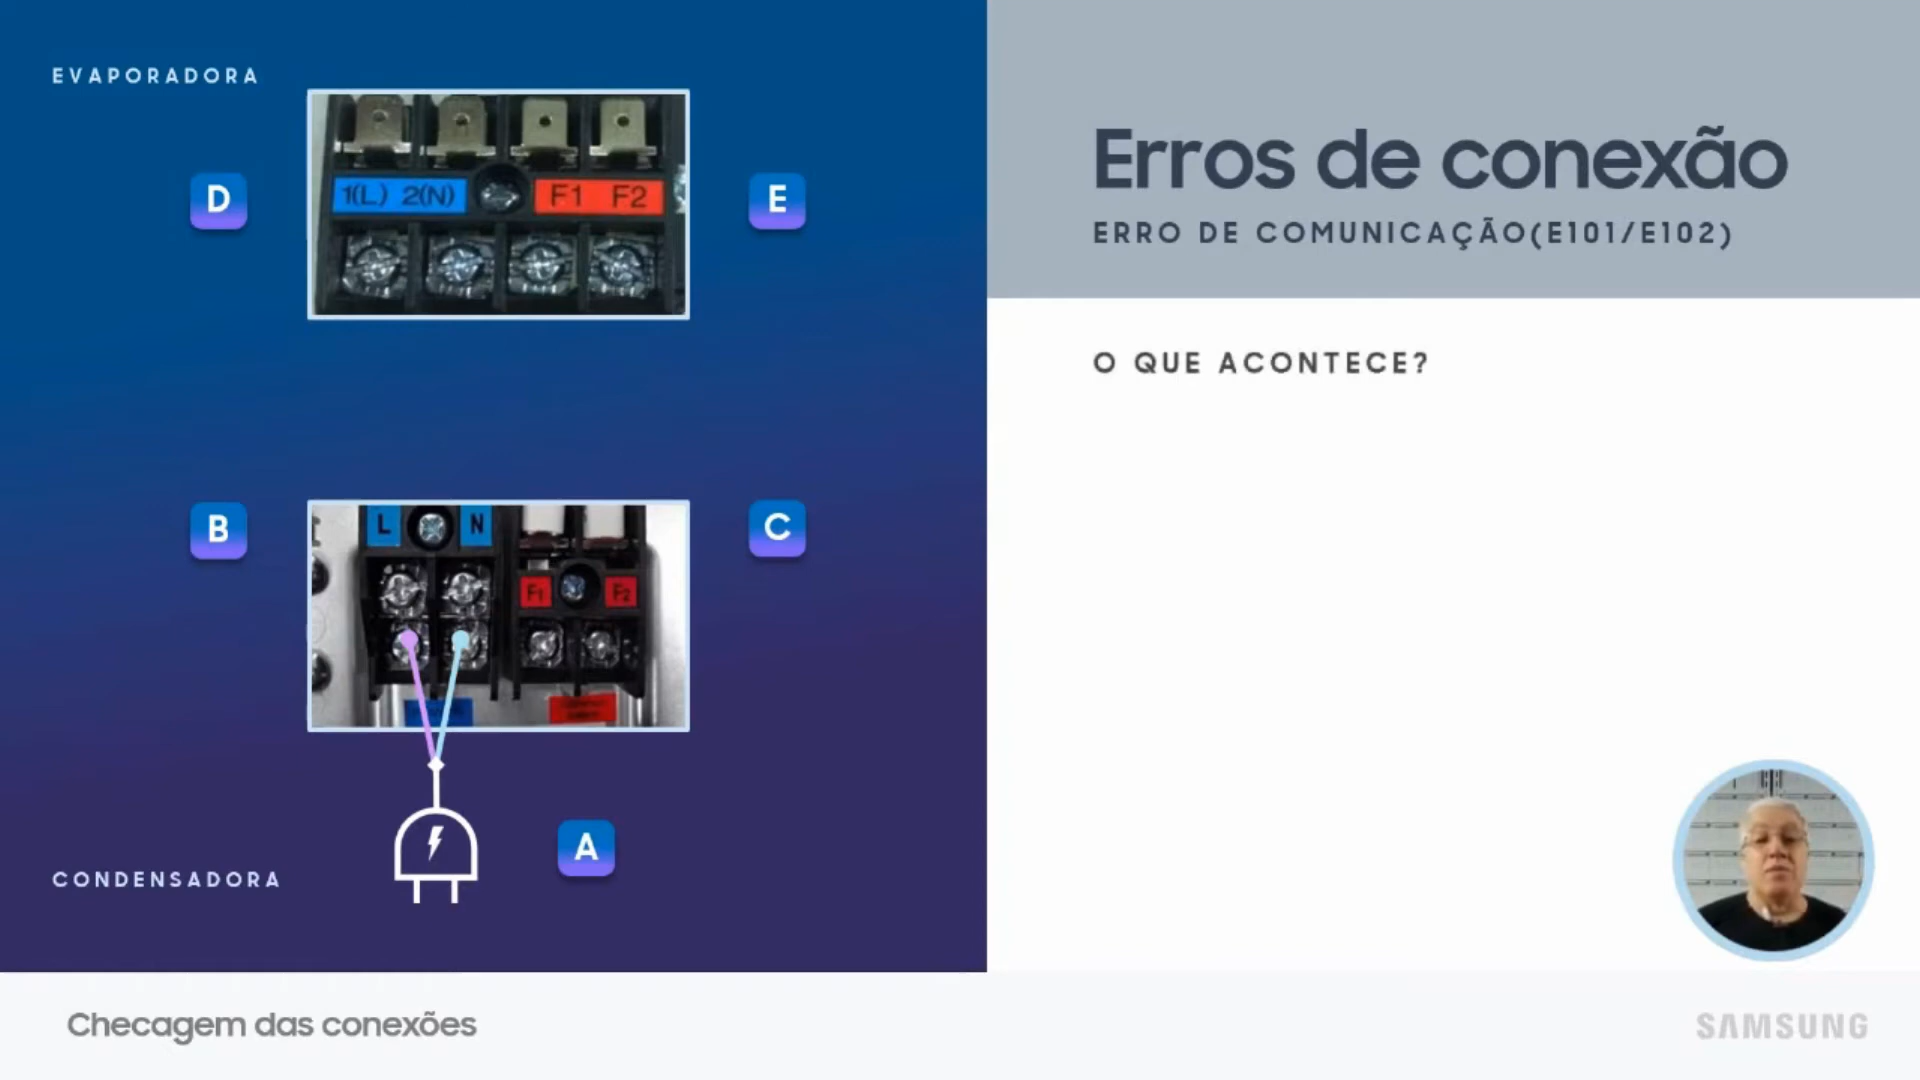 EVAPORADORA
D
1(L) 2(N)
F1 F2
E
B
L
N
F1
F2
C
A
CONDENSADORA
Erros de conexão
ERRO DE COMUNICAÇÃO(E101/E102)
O QUE ACONTECE?
Checagem das conexões
SAMSUNG